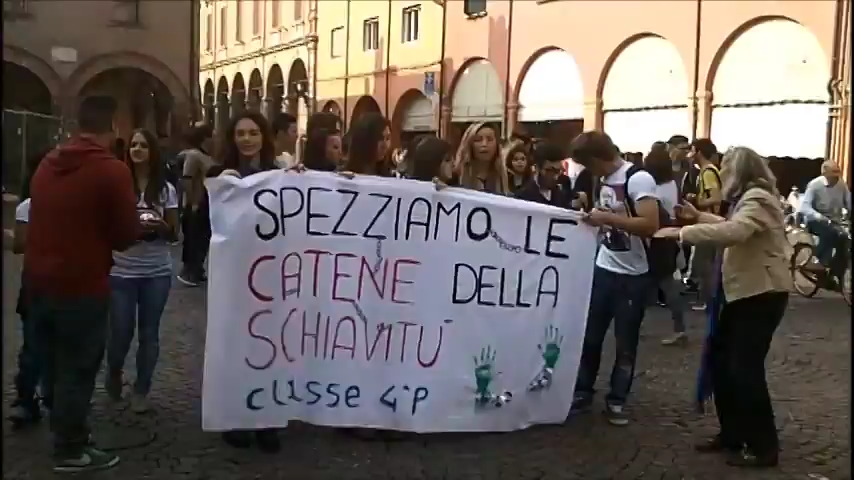 SPEZZIAMO LE
CATENE DELLA
SCHIAVITU'
CLASSE 4°P